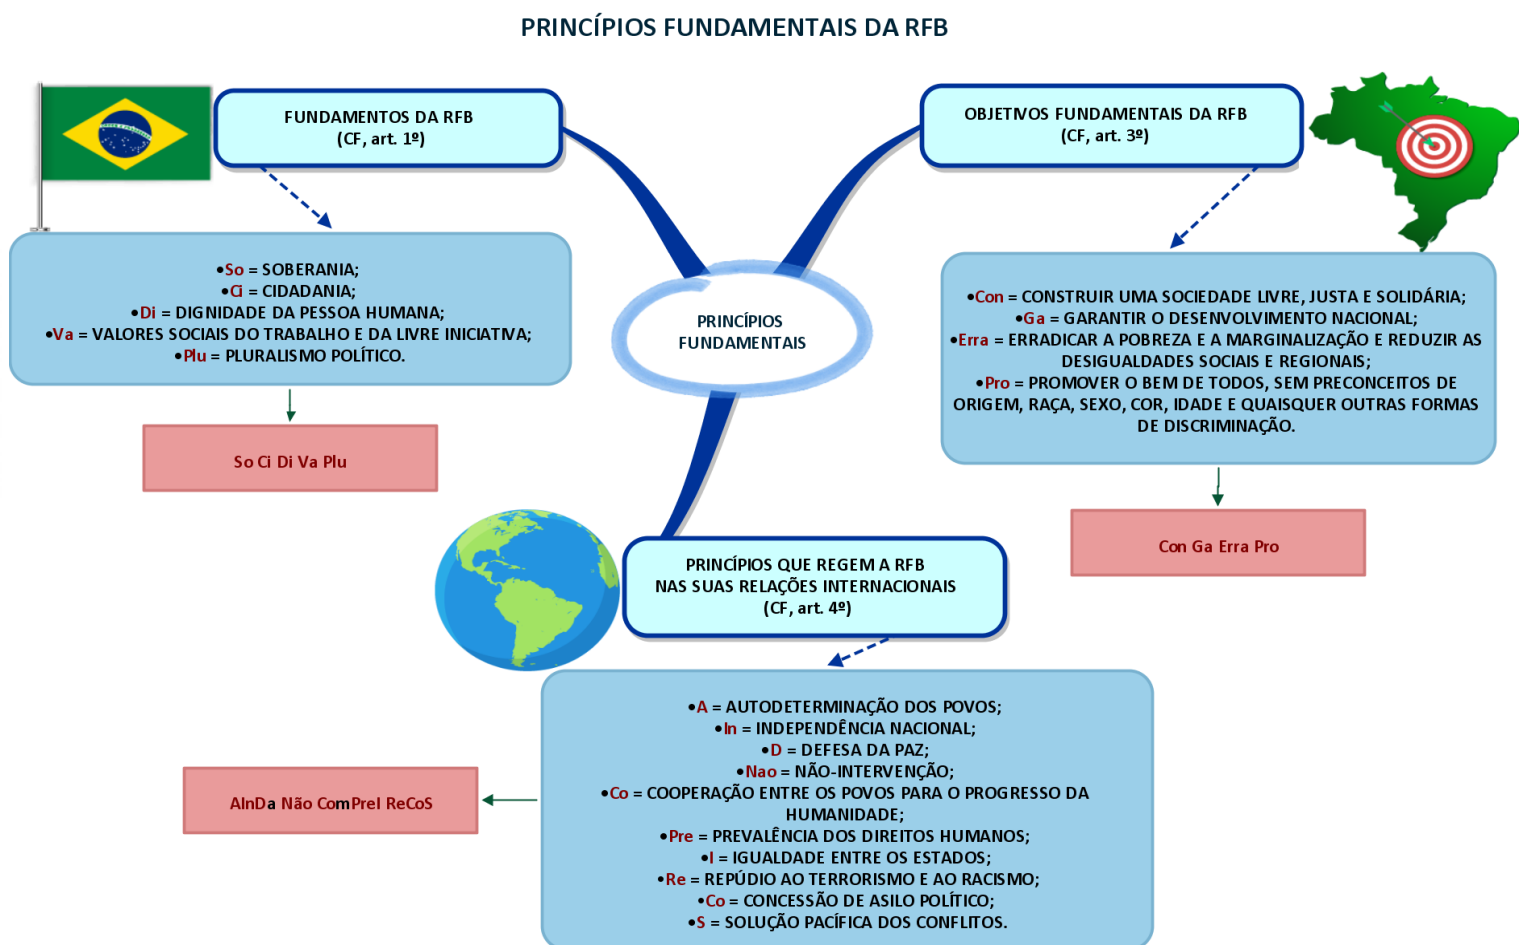 PRINCÍPIOS FUNDAMENTAIS DA RFB
FUNDAMENTOS DA RFB
(CF, art. 1º)
•So = SOBERANIA;
•Ci = CIDADANIA;
•Di = DIGNIDADE DA PESSOA HUMANA;
•Va = VALORES SOCIAIS DO TRABALHO E DA LIVRE INICIATIVA;
•Plu = PLURALISMO POLÍTICO.
So Ci Di Va Plu
OBJETIVOS FUNDAMENTAIS DA RFB
(CF, art. 3º)
•Con = CONSTRUIR UMA SOCIEDADE LIVRE, JUSTA E SOLIDÁRIA;
•Ga = GARANTIR O DESENVOLVIMENTO NACIONAL;
•Erra = ERRADICAR A POBREZA E A MARGINALIZAÇÃO E REDUZIR AS
DESIGUALDADES SOCIAIS E REGIONAIS;
•Pro = PROMOVER O BEM DE TODOS, SEM PRECONCEITOS DE
ORIGEM, RAÇA, SEXO, COR, IDADE E QUAISQUER OUTRAS FORMAS
DE DISCRIMINAÇÃO.
Con Ga Erra Pro
PRINCÍPIOS
FUNDAMENTAIS
PRINCÍPIOS QUE REGEM A RFB
NAS SUAS RELAÇÕES INTERNACIONAIS
(CF, art. 4º)
•A = AUTODETERMINAÇÃO DOS POVOS;
•In = INDEPENDÊNCIA NACIONAL;
•D = DEFESA DA PAZ;
•Nao = NÃO-INTERVENÇÃO;
•Co = COOPERAÇÃO ENTRE OS POVOS PARA O PROGRESSO DA
HUMANIDADE;
•Pre = PREVALÊNCIA DOS DIREITOS HUMANOS;
•I = IGUALDADE ENTRE OS ESTADOS;
•Re = REPÚDIO AO TERRORISMO E AO RACISMO;
•Co = CONCESSÃO DE ASILO POLÍTICO;
•S = SOLUÇÃO PACÍFICA DOS CONFLITOS.
AInDa Não ComPreI ReCoS